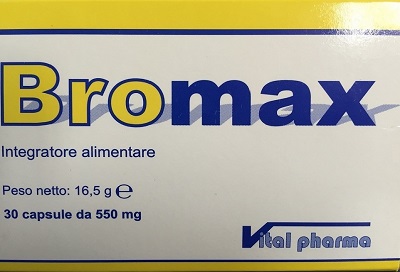 Bromax
Integratore alimentare
Peso netto: 16,5 g ℮
30 capsule da 550 mg
Vital pharma